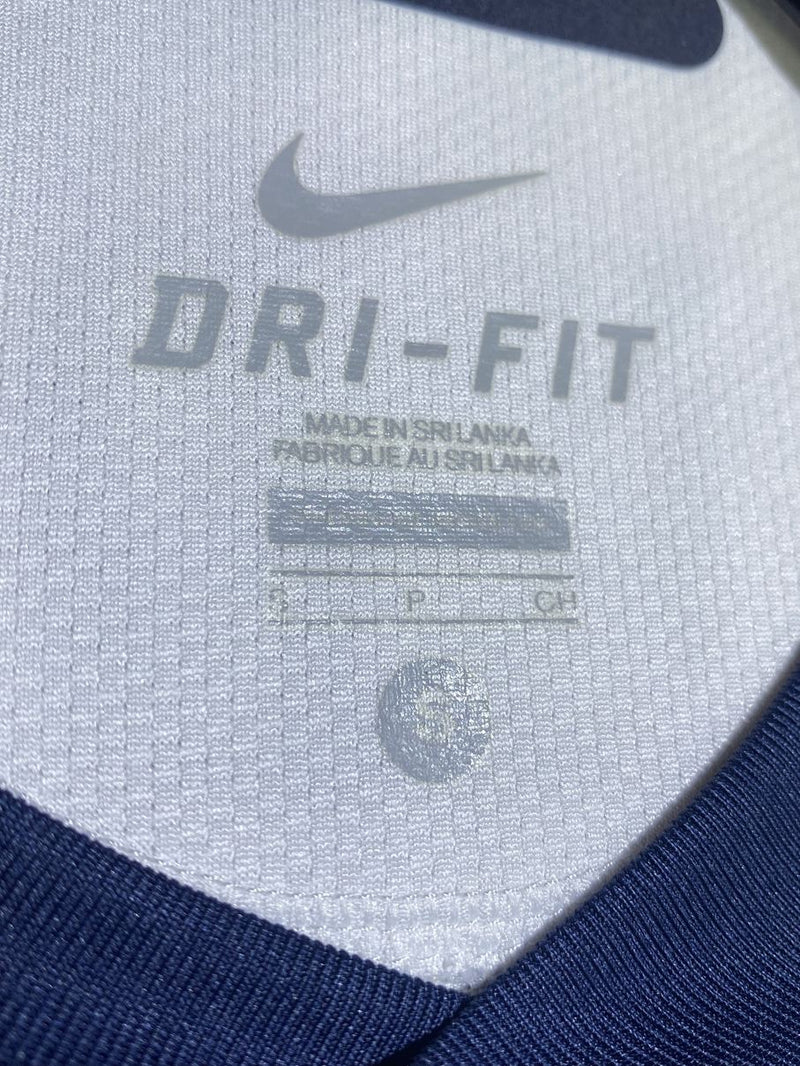 DRI-FIT
MADE IN SRI LANKA
FABRIQUE AU SRI LANKA
S P CH
S